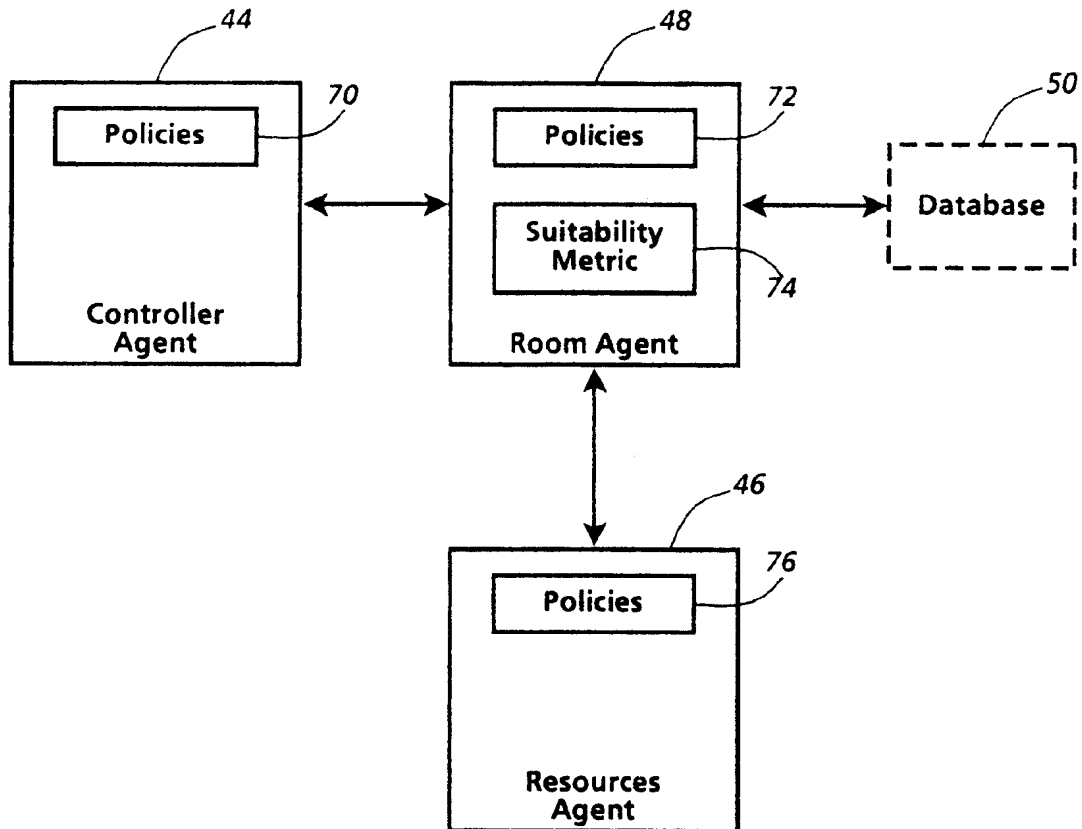 44
48
50
70
72
Policies
Policies
Database
Suitability
Metric
74
Controller
Agent
Room Agent
46
76
Policies
Resources
Agent